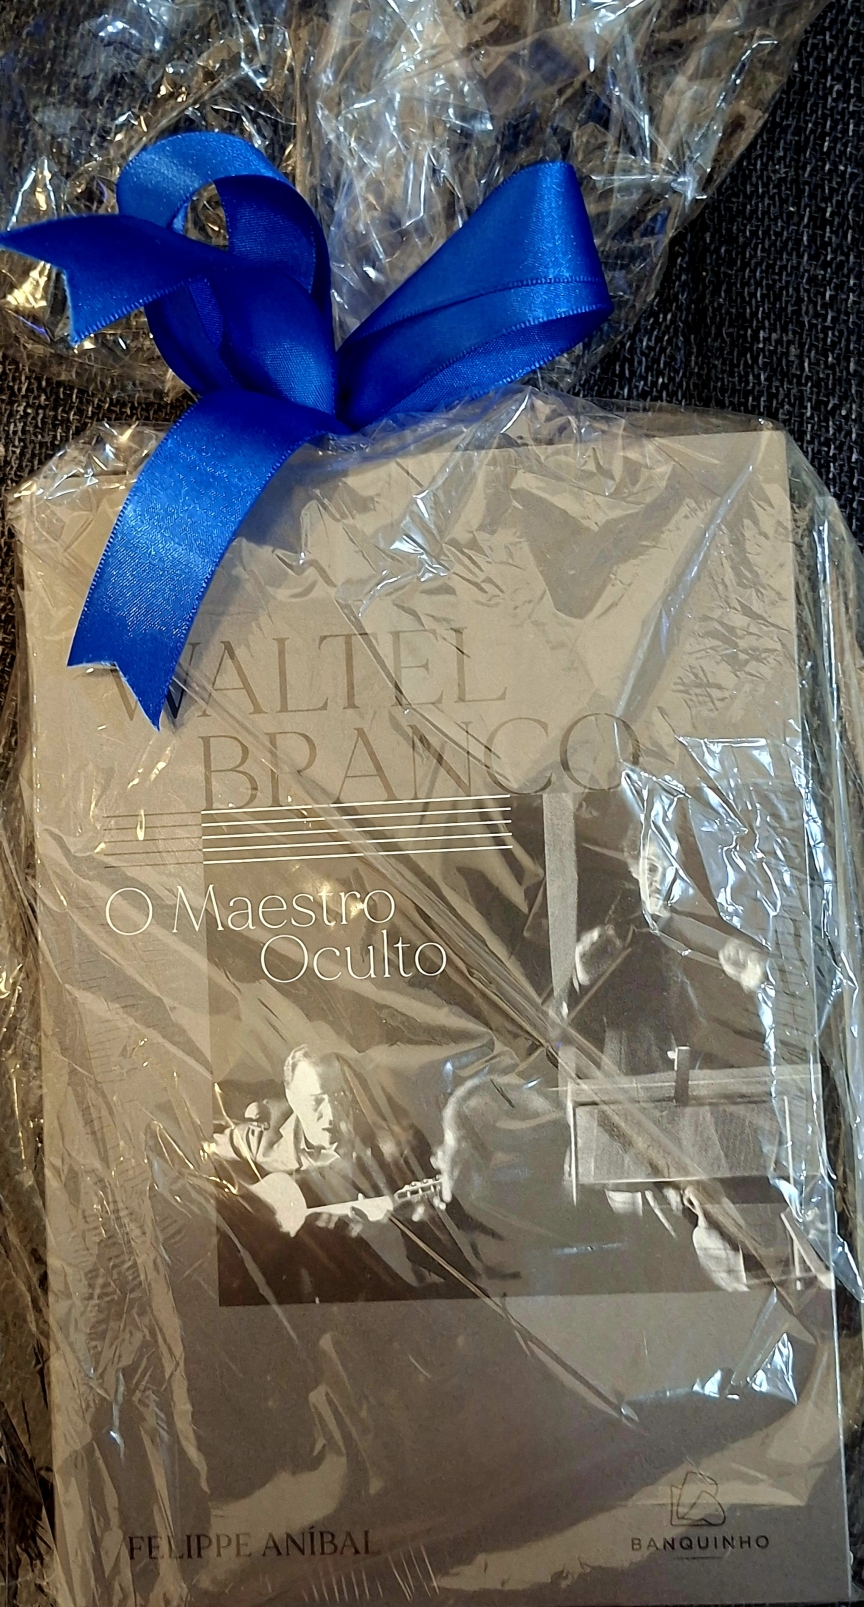 WALTEL
BRANCO
O Maestro
Oculto
FELIPPE ANÍBAL
BANQUINHO